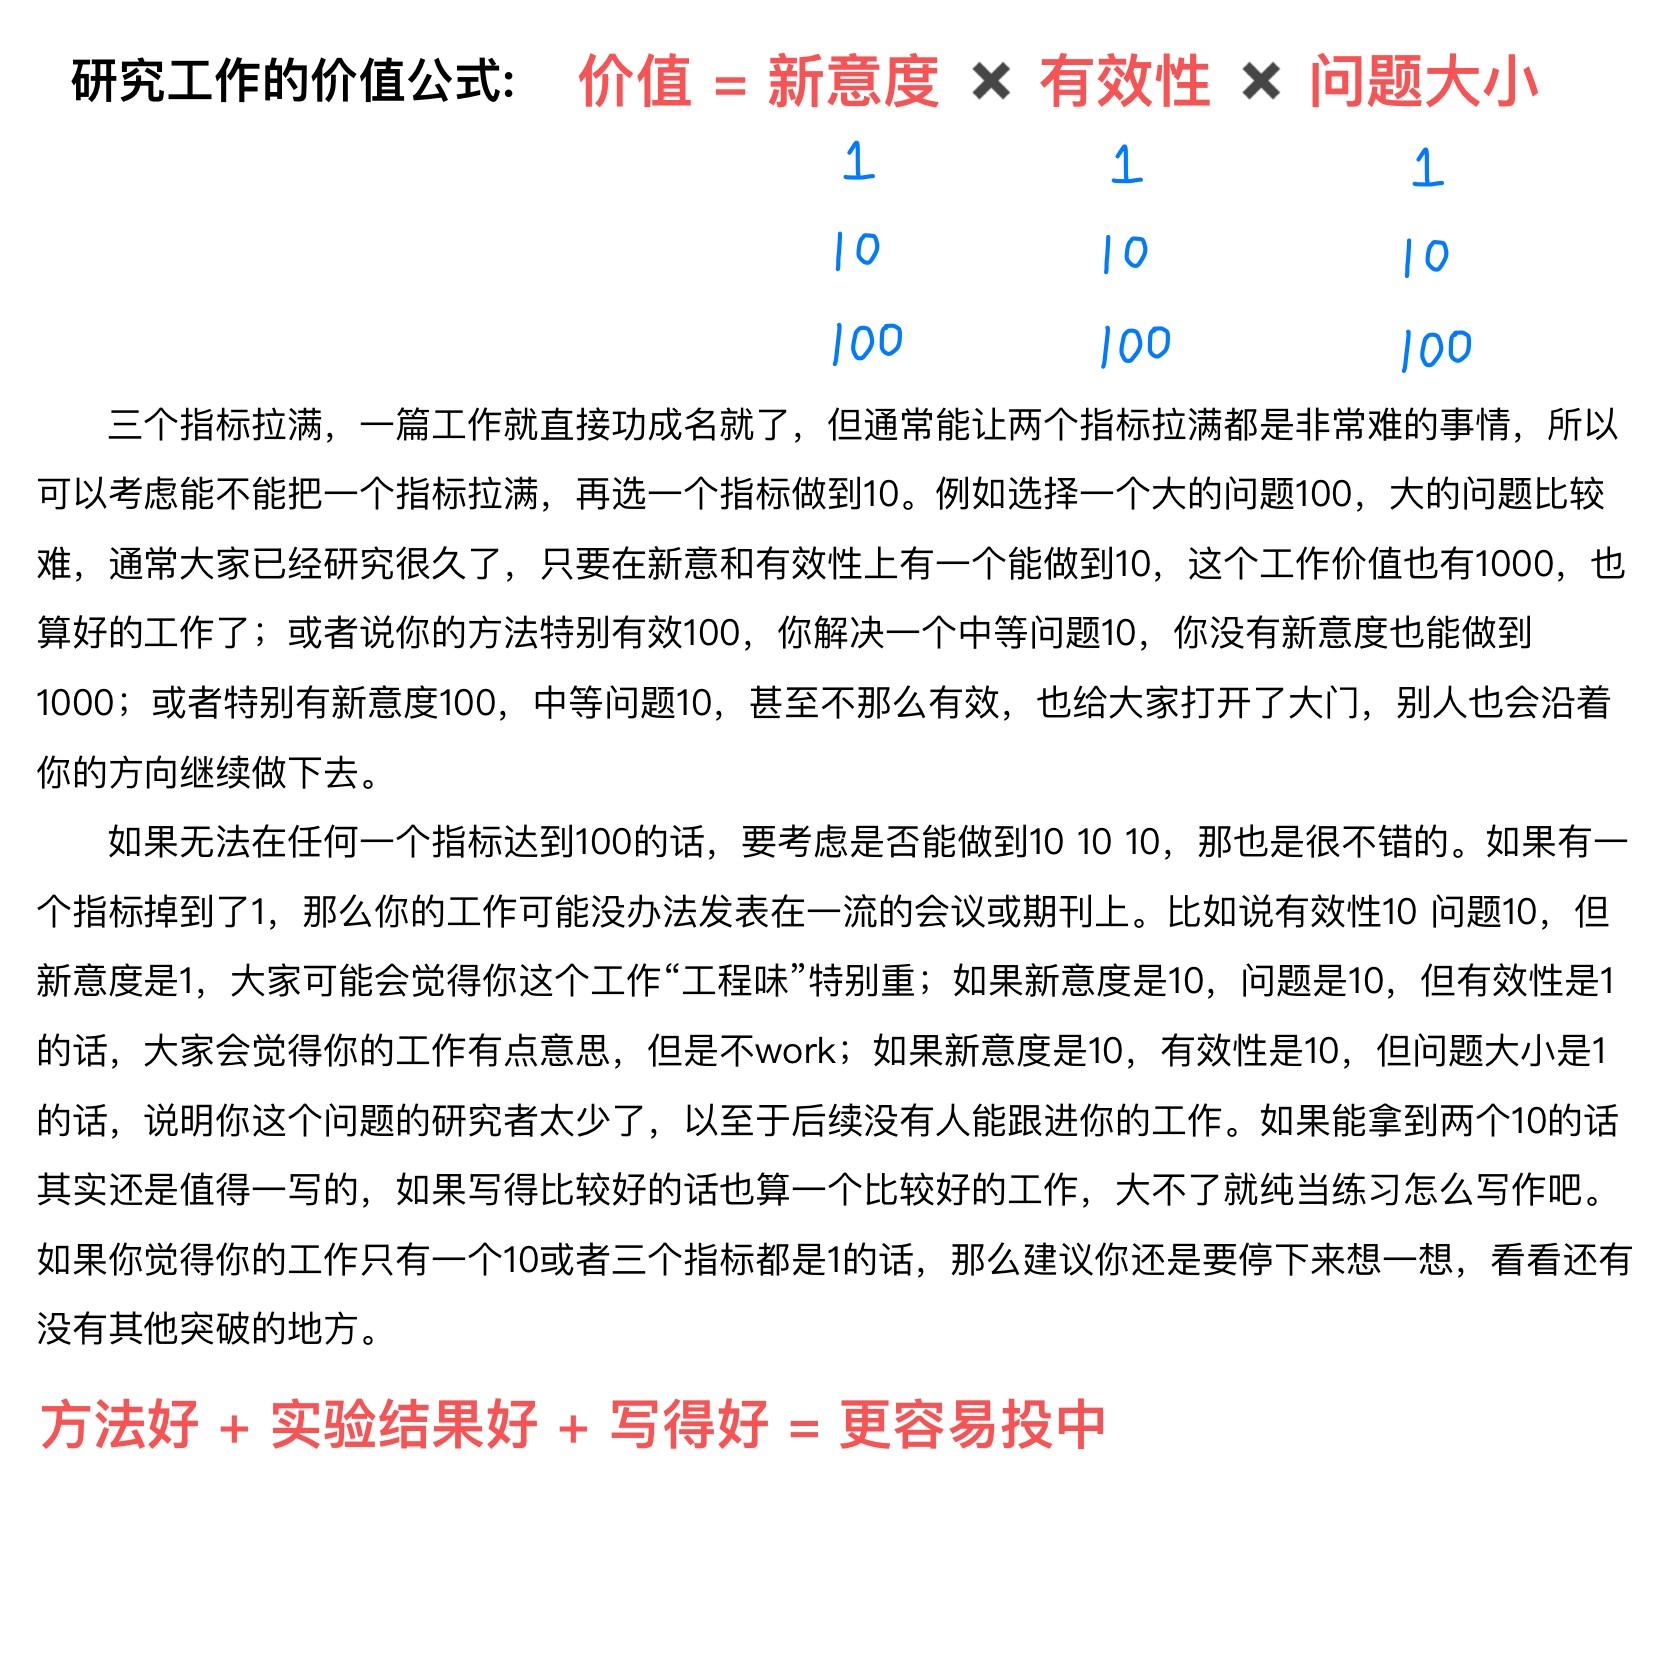 研究工作的价值公式: 价值 = 新意度 ✖ 有效性 ✖ 问题大小
1 1 1
10 10 10
100 100 100
三个指标拉满，一篇工作就直接功成名就了，但通常能让两个指标拉满都是非常难的事情，所以
可以考虑能不能把一个指标拉满，再选一个指标做到10。例如选择一个大的问题100，大的问题比较
难，通常大家已经研究很久了，只要在新意和有效性上有一个能做到10，这个工作价值也有1000，也
算好的工作了；或者说你的方法特别有效100，你解决一个中等问题10，你没有新意度也能做到
1000；或者特别有新意度100，中等问题10，甚至不那么有效，也给大家打开了大门，别人也会沿着
你的方向继续做下去。
如果无法在任何一个指标达到100的话，要考虑是否能做到10 10 10，那也是很不错的。如果有一
个指标掉到了1，那么你的工作可能没办法发表在一流的会议或期刊上。比如说有效性10 问题10，但
新意度是1，大家可能会觉得你这个工作“工程味”特别重；如果新意度是10，问题是10，但有效性是1
的话，大家会觉得你的工作有点意思，但是不work；如果新意度是10，有效性是10，但问题大小是1
的话，说明你这个问题的研究者太少了，以至于后续没有人能跟进你的工作。如果能拿到两个10的话
其实还是值得一写的，如果写得比较好的话也算一个比较好的工作，大不了就纯当练习怎么写作吧。
如果你觉得你的工作只有一个10或者三个指标都是1的话，那么建议你还是要停下来想一想，看看还有
没有其他突破的地方。
方法好 + 实验结果好 + 写得好 = 更容易投中